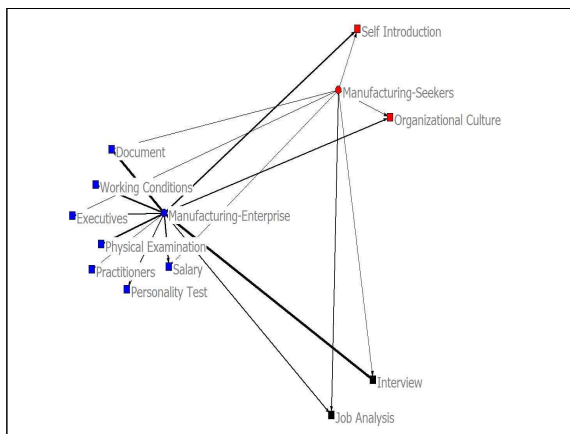 Self Introduction
Manufacturing-Seekers
Organizational Culture
Document
Working Conditions
Executives
Manufacturing-Enterprise
Physical Examination
Practitioners
Salary
Personality Test
Interview
Job Analysis